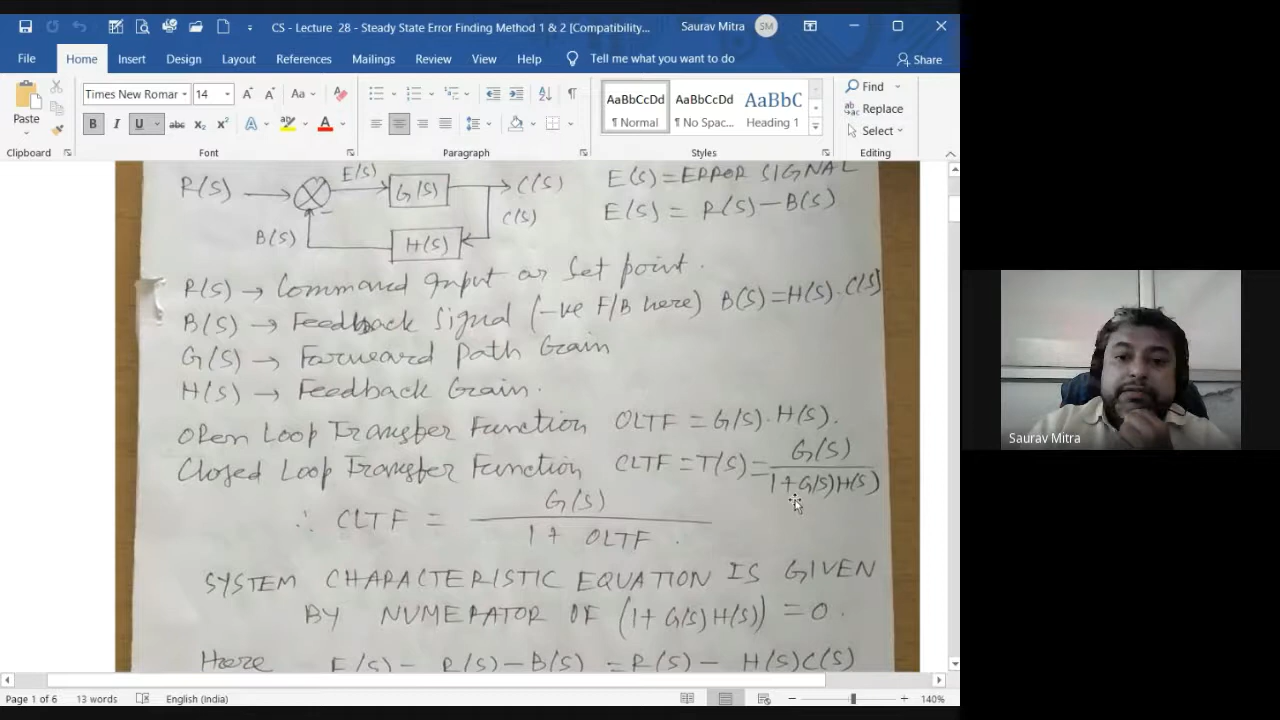 CS - Lecture 28 - Steady State Error Finding Method 1 & 2 [Compatibility...
Saurav Mitra
SM
File Home Insert Design Layout References Mailings Review View Help Tell me what you want to do Share
Paste
Times New Roman 14
AaBbCcDd AaBbCcDd AaBbC
¶ Normal ¶ No Spac... Heading 1
Find
Replace
Select
Clipboard Font Paragraph Styles Editing
R(S) E(S) G(S) C(S)
C(S)
B(S) H(S)
E(S) = ERROR SIGNAL
E(S) = R(S) - B(S)
R(S) → Command Input or Set point.
B(S) → Feedback Signal (-ve F/B here) B(S) = H(S).C(S)
G(S) → Forward Path Gain
H(S) → Feedback Gain.
Open Loop Transfer Function OLTF = G(S).H(S).
Closed Loop Transfer Function CLTF = T(S) = G(S) / 1+G(S)H(S)
∴ CLTF = G(S) / 1 + OLTF .
SYSTEM CHARACTERISTIC EQUATION IS GIVEN
BY NUMERATOR OF (1+G(S)H(S)) = 0.
Here E(S) = R(S) - B(S) = R(S) - H(S)C(S)
Page 1 of 6 13 words English (India) 140%
Saurav Mitra